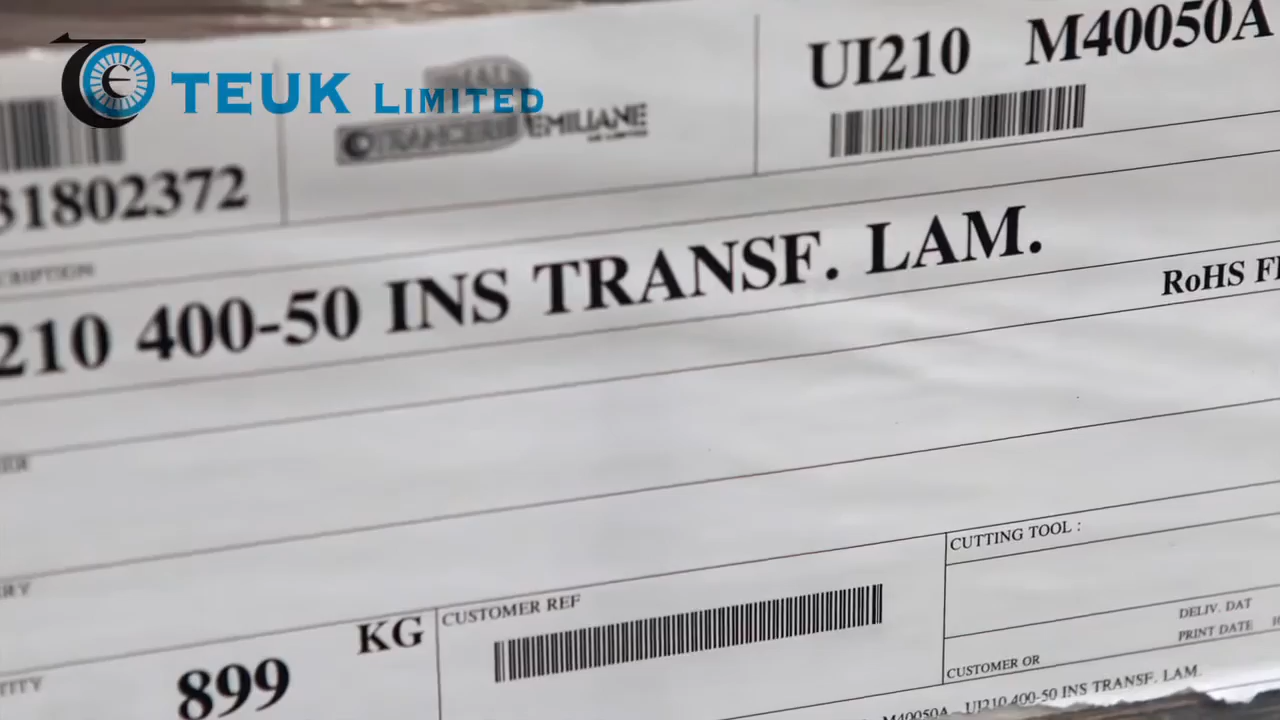 TEUK LIMITED
UI210 M40050A
EMILIANE
31802372
210 400-50 INS TRANSF. LAM.
RoHS
KG
CUSTOMER REF
CUTTING TOOL :
899
DELIV. DAT
PRINT DATE
CUSTOMER OR
M40050A UI210 400-50 INS TRANSF. LAM.